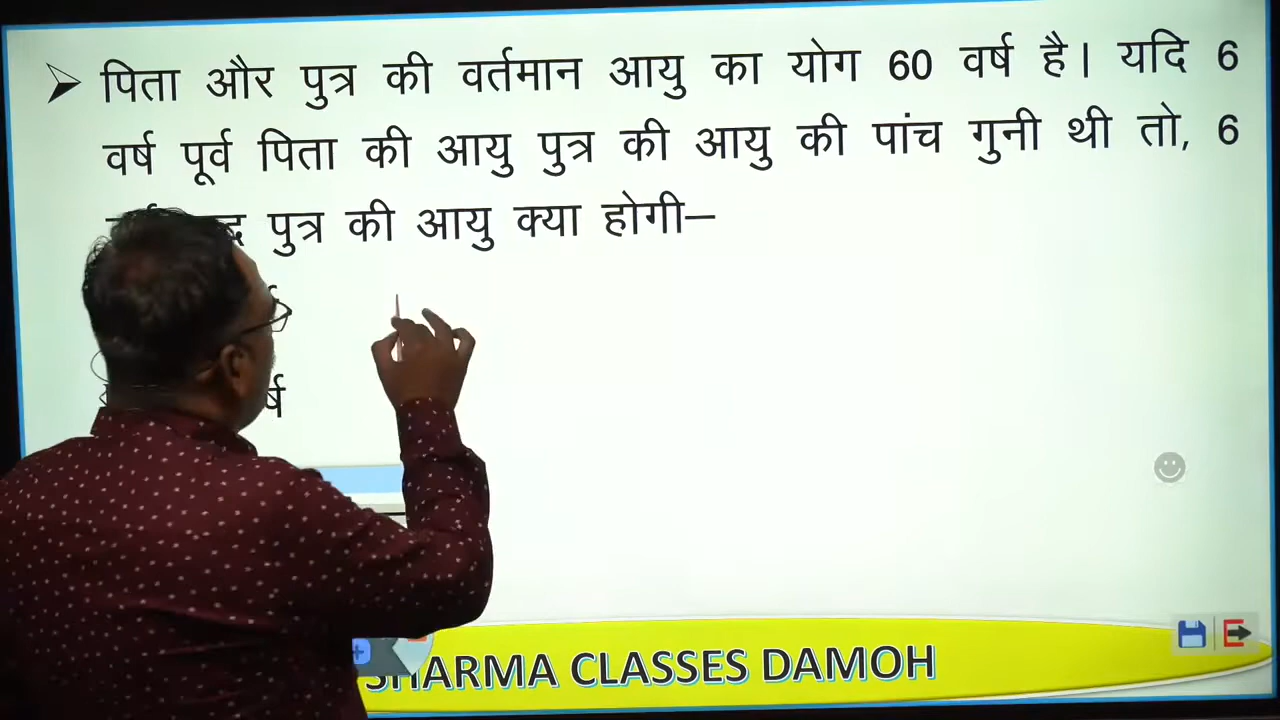 ➤ पिता और पुत्र की वर्तमान आयु का योग 60 वर्ष है। यदि 6
वर्ष पूर्व पिता की आयु पुत्र की आयु की पांच गुनी थी तो, 6
पुत्र की आयु क्या होगी–
SHARMA CLASSES DAMOH